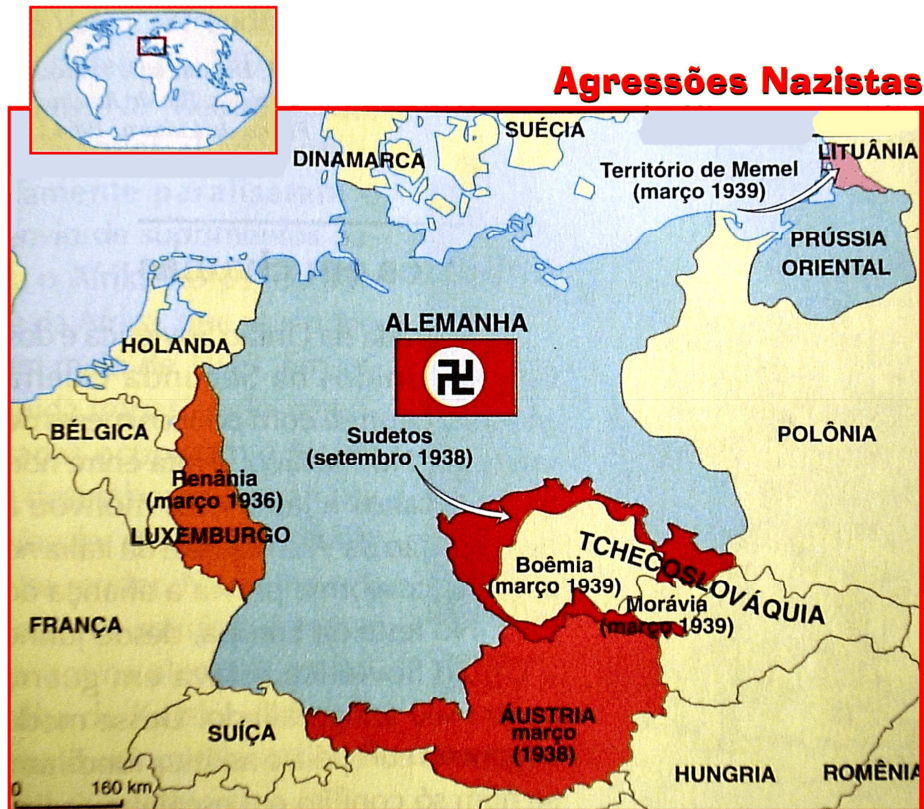 Agressões Nazistas
SUÉCIA
DINAMARCA
LITUÂNIA
Território de Memel
(março 1939)
PRÚSSIA
ORIENTAL
ALEMANHA
HOLANDA
BÉLGICA
Sudetos
(setembro 1938)
POLÔNIA
Renânia
(março 1936)
LUXEMBURGO
TCHECOSLOVÁQUIA
Boêmia
(março 1939)
Morávia
(março 1939)
FRANÇA
ÁUSTRIA
março
(1938)
SUÍÇA
HUNGRIA
ROMÊNIA
0
160 km